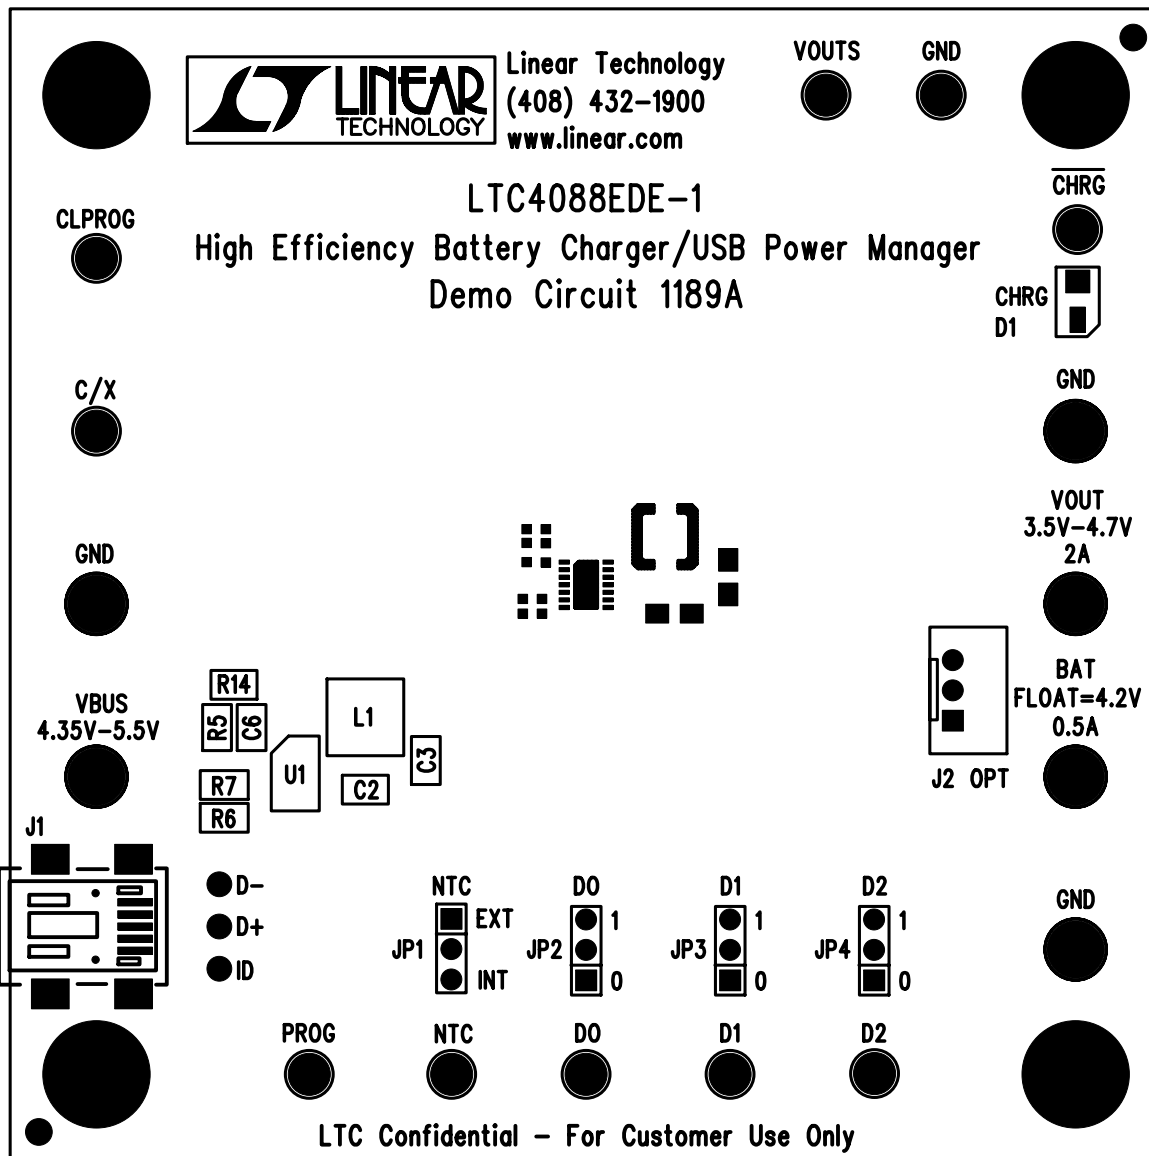 LINEAR
TECHNOLOGY
Linear Technology
(408) 432-1900
www.linear.com
VOUTS
GND
LTC4088EDE-1
High Efficiency Battery Charger/USB Power Manager
Demo Circuit 1189A
CHRG
CHRG
D1
CLPROG
C/X
GND
GND
VOUT
3.5V-4.7V
2A
VBUS
4.35V-5.5V
BAT
FLOAT=4.2V
0.5A
R14
R5
C6
L1
U1
C3
C2
R7
R6
J2 OPT
J1
D-
D+
ID
NTC
EXT
JP1
INT
D0
1
JP2
0
D1
1
JP3
0
D2
1
JP4
0
GND
PROG
NTC
D0
D1
D2
LTC Confidential - For Customer Use Only